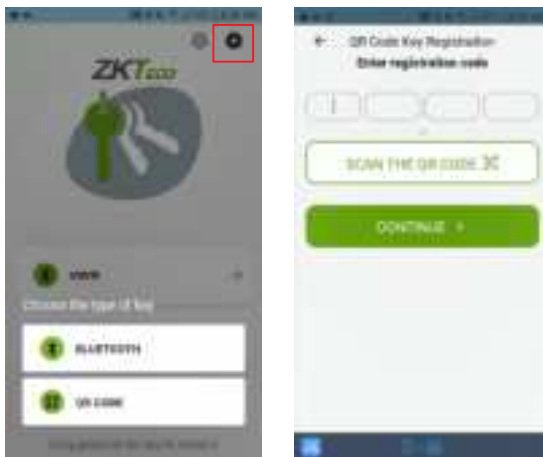 ZKTeco
Choose the type of key
BLUETOOTH
QR CODE
QR Code Key Registration
Enter registration code
SCAN THE QR CODE
CONTINUE